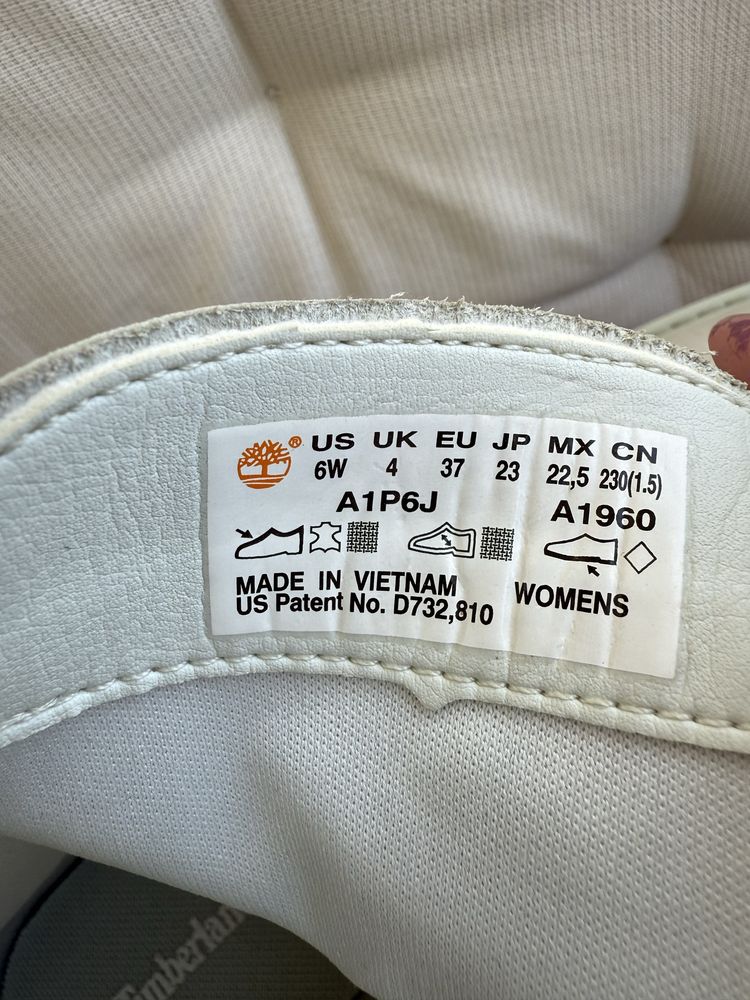 ® US UK EU JP MX CN
6W 4 37 23 22,5 230(1.5)
A1P6J A1960
MADE IN VIETNAM WOMENS
US Patent No. D732,810
Timberlan